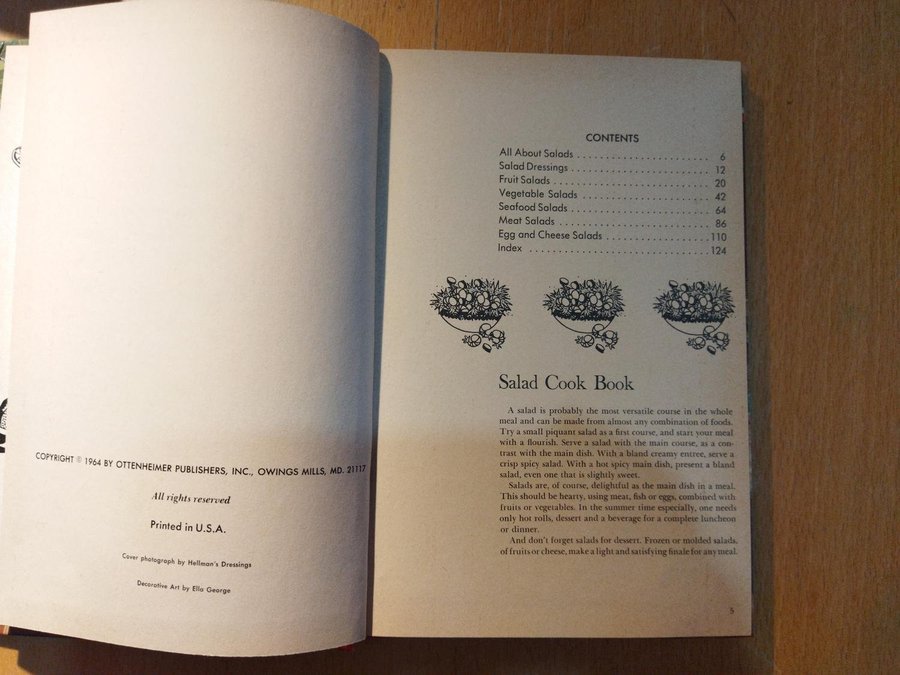 COPYRIGHT © 1964 BY OTTENHEIMER PUBLISHERS, INC., OWINGS MILLS, MD. 21117
All rights reserved
Printed in U.S.A.
Cover photograph by Hellman's Dressings
Decorative Art by Ella George
CONTENTS
All About Salads . . . . . . . . . . . . . . . . . . . . . . 6
Salad Dressings . . . . . . . . . . . . . . . . . . . . . . . 12
Fruit Salads . . . . . . . . . . . . . . . . . . . . . . . . . . 20
Vegetable Salads . . . . . . . . . . . . . . . . . . . . . . 42
Seafood Salads . . . . . . . . . . . . . . . . . . . . . . . 64
Meat Salads . . . . . . . . . . . . . . . . . . . . . . . . . 86
Egg and Cheese Salads . . . . . . . . . . . . . . . . . 110
Index . . . . . . . . . . . . . . . . . . . . . . . . . . . . . 124
Salad Cook Book
A salad is probably the most versatile course in the whole
meal and can be made from almost any combination of foods.
Try a small piquant salad as a first course, and start your meal
with a flourish. Serve a salad with the main course, as a con-
trast with the main dish. With a bland creamy entree, serve a
crisp spicy salad. With a hot spicy main dish, present a bland
salad, even one that is slightly sweet.
Salads are, of course, delightful as the main dish in a meal.
This should be hearty, using meat, fish or eggs, combined with
fruits or vegetables. In the summer time especially, one needs
only hot rolls, dessert and a beverage for a complete luncheon
or dinner.
And don't forget salads for dessert. Frozen or molded salads,
of fruits or cheese, make a light and satisfying finale for any meal.
5